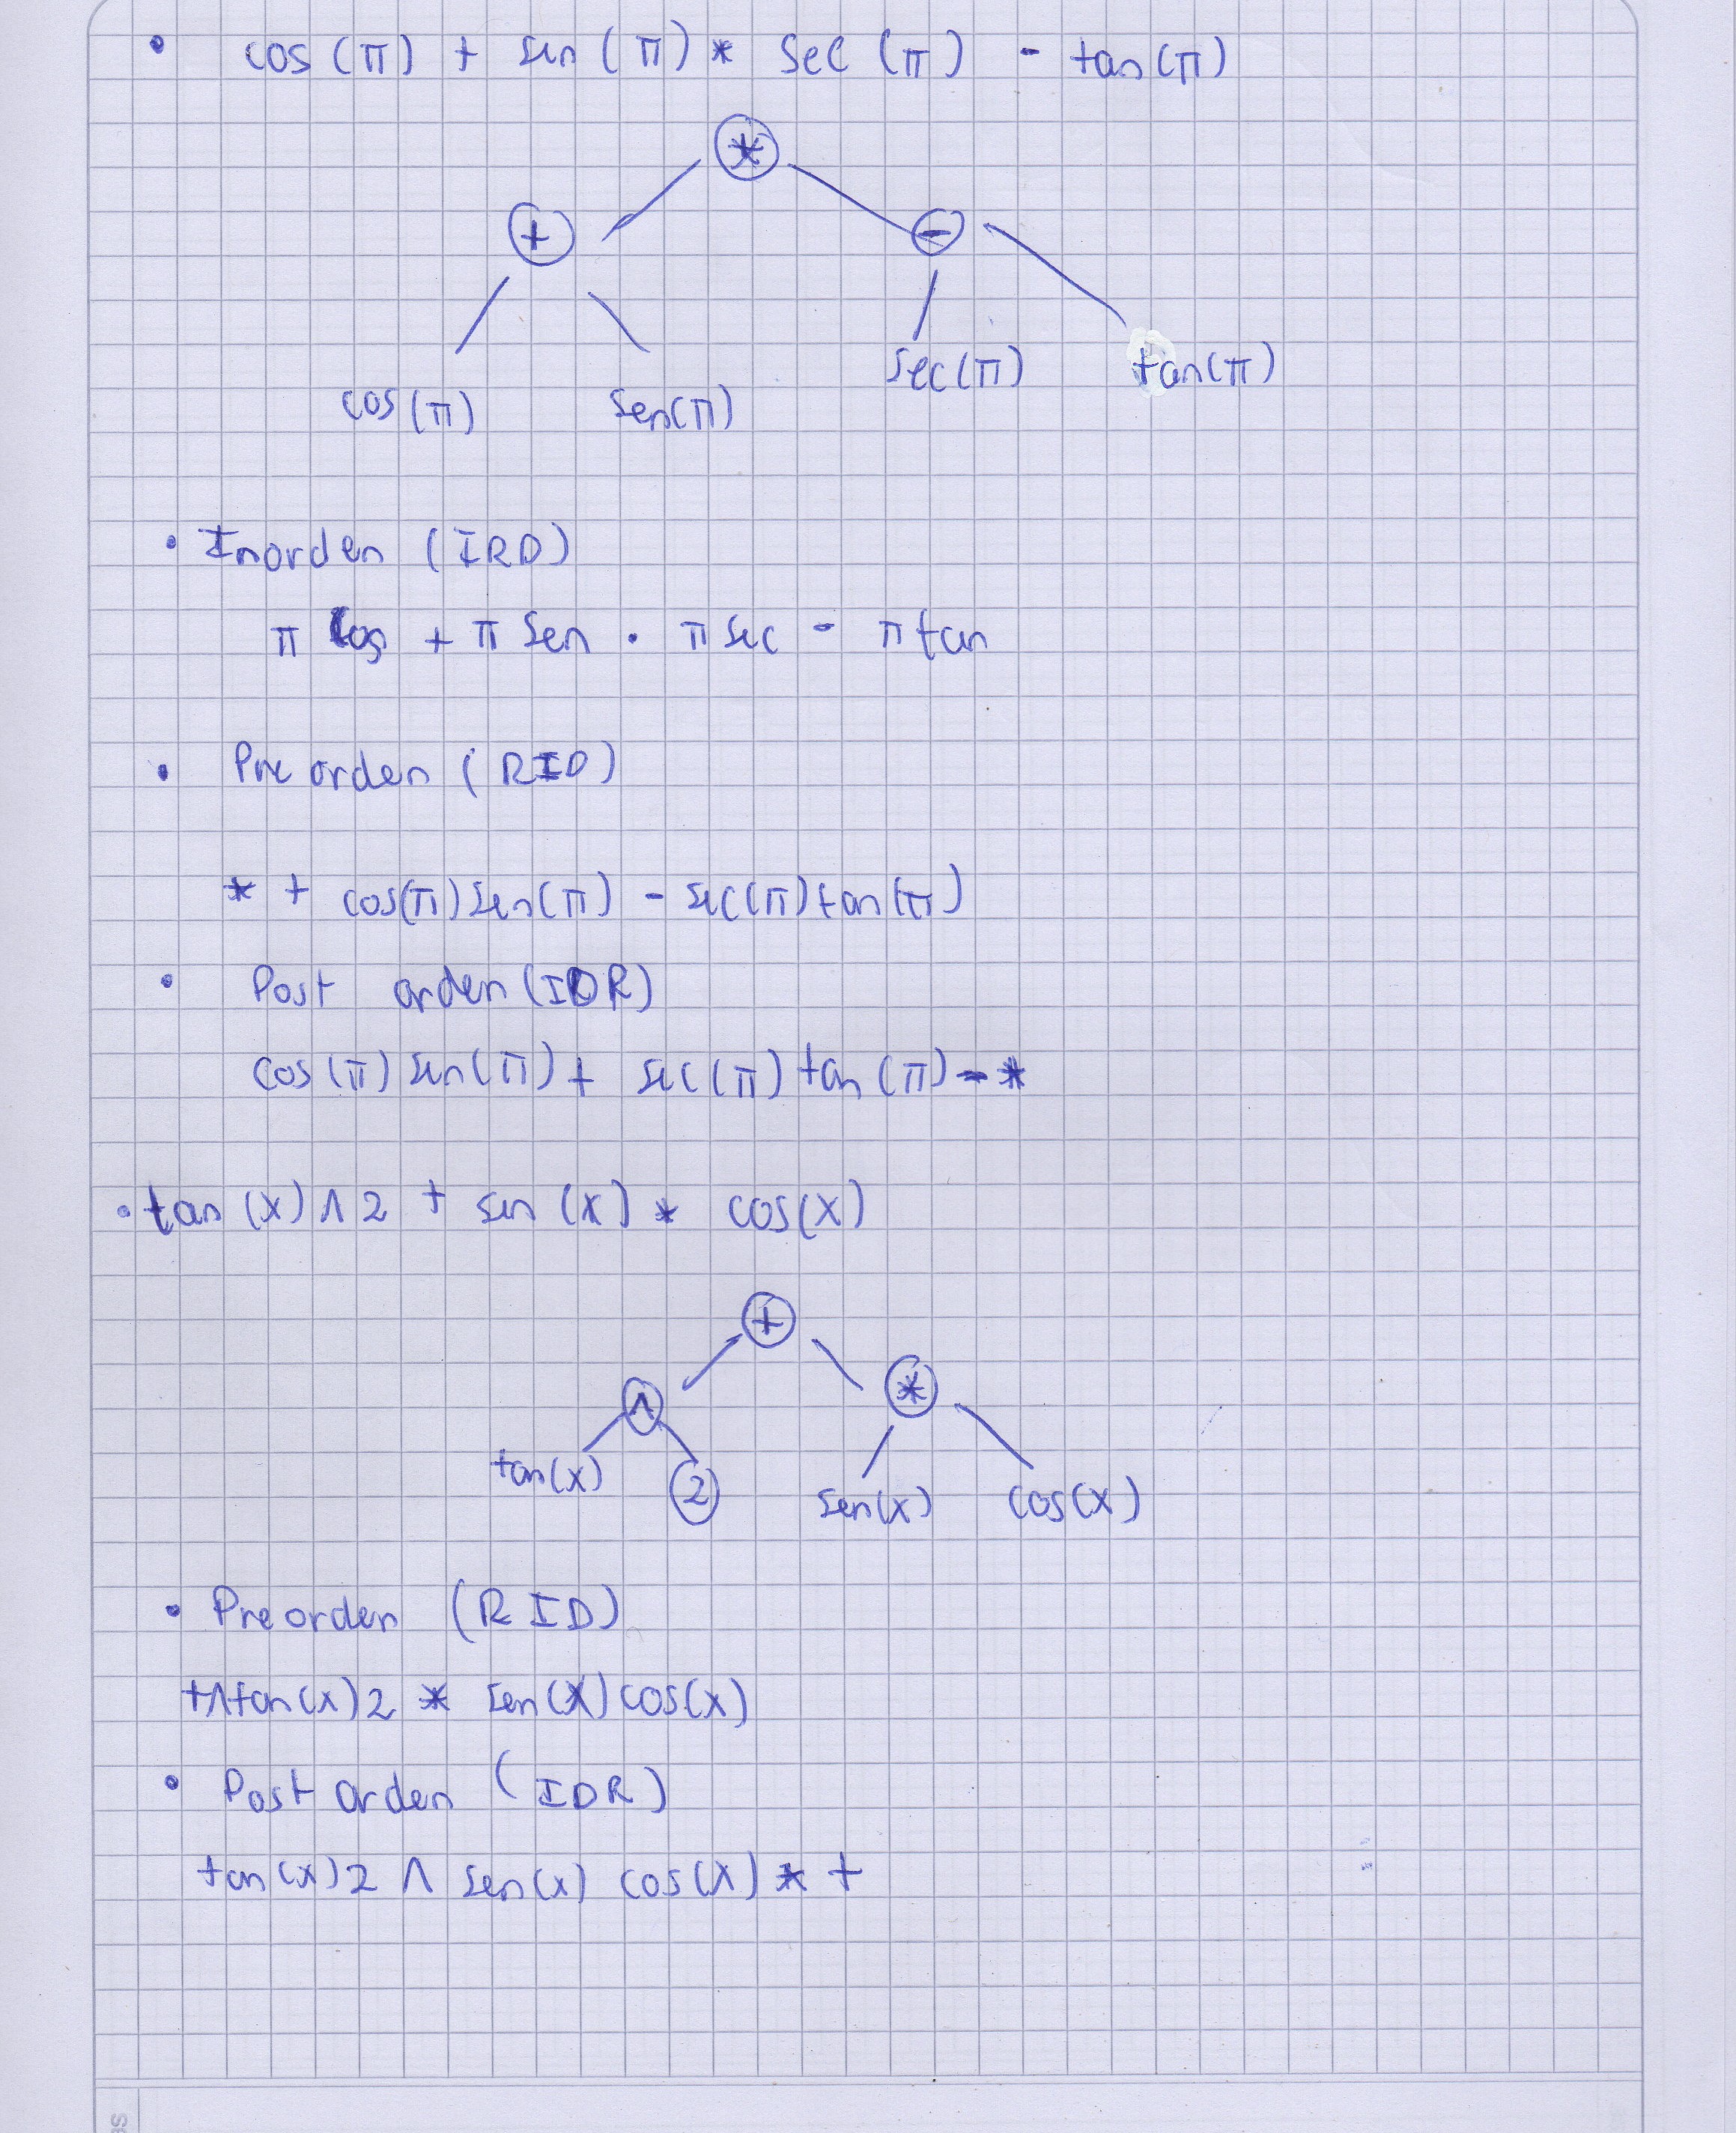 • cos (π) + sen (π) * sec (π) - tan(π)
*
+ -
sec(π) tan(π)
cos(π) sen(π)
• Inorden (IRD)
π cos + π sen · π sec - π tan
• Pre orden (RID)
* + cos(π) sen(π) - sec(π) tan(π)
• Post orden (IDR)
cos(π) sen(π) + sec(π) tan(π) - *
• tan (x) ∧ 2 + sen (x) * cos(x)
+
∧ *
tan(x) 2 sen(x) cos(x)
• Pre orden (RID)
+ ∧ tan(x) 2 * sen(x) cos(x)
• Post orden (IDR)
tan(x) 2 ∧ sen(x) cos(x) * +